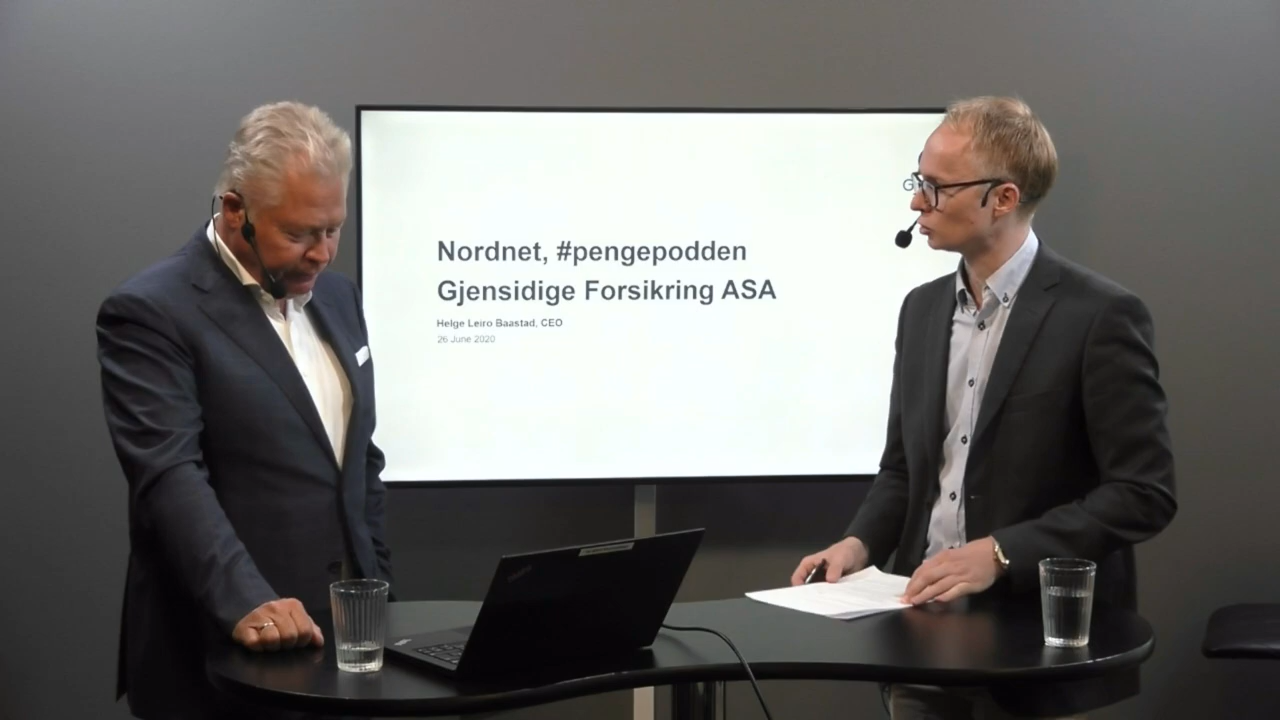 Nordnet, #pengepodden
Gjensidige Forsikring ASA
Helge Leiro Baastad, CEO
26 June 2020